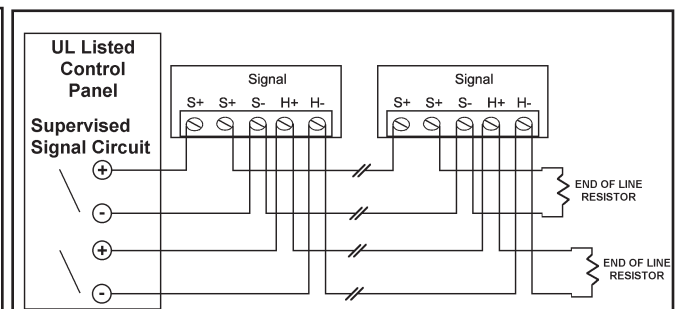 UL Listed
Control
Panel
Supervised
Signal Circuit
+
-
+
-
Signal
S+ S+ S- H+ H-
Signal
S+ S+ S- H+ H-
END OF LINE
RESISTOR
END OF LINE
RESISTOR